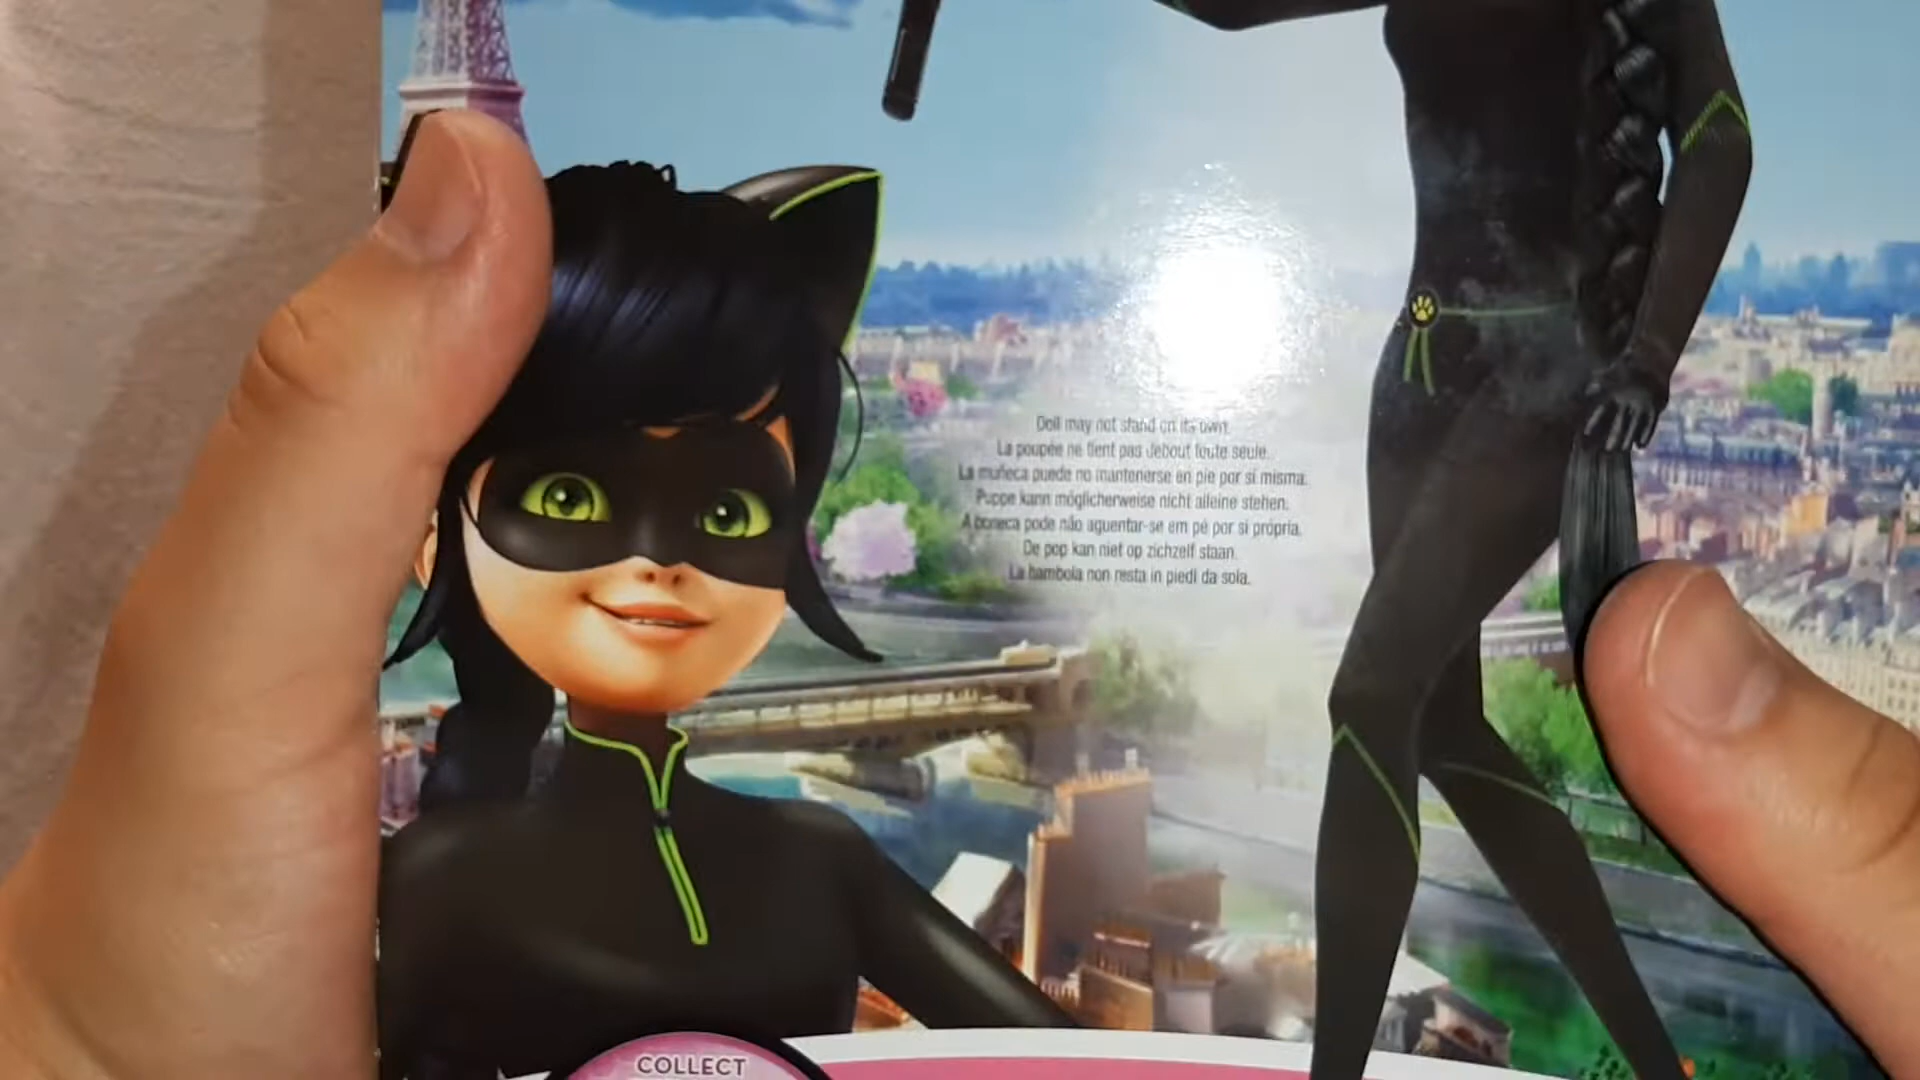 Doll may not stand on its own.
La poupée ne tient pas debout toute seule.
La muñeca puede no mantenerse en pie por sí misma.
Puppe kann möglicherweise nicht alleine stehen.
A boneca pode não aguentar-se em pé por si própria.
De pop kan niet op zichzelf staan.
La bambola non resta in piedi da sola.
COLLECT